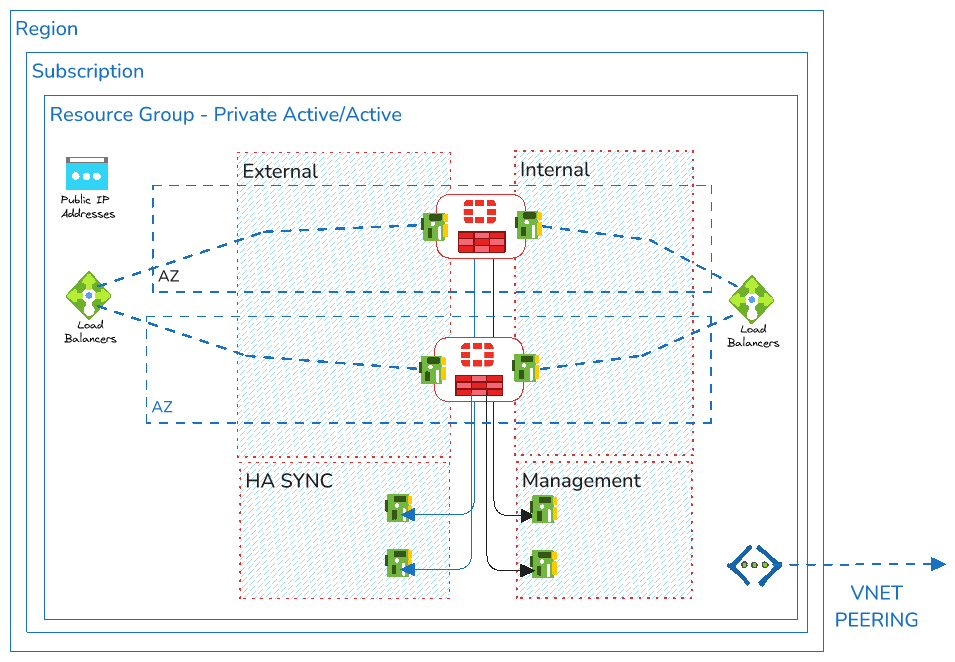 Region
Subscription
Resource Group - Private Active/Active
External
Internal
Public IP
Addresses
AZ
Load
Balancers
Load
Balancers
AZ
HA SYNC
Management
VNET
PEERING